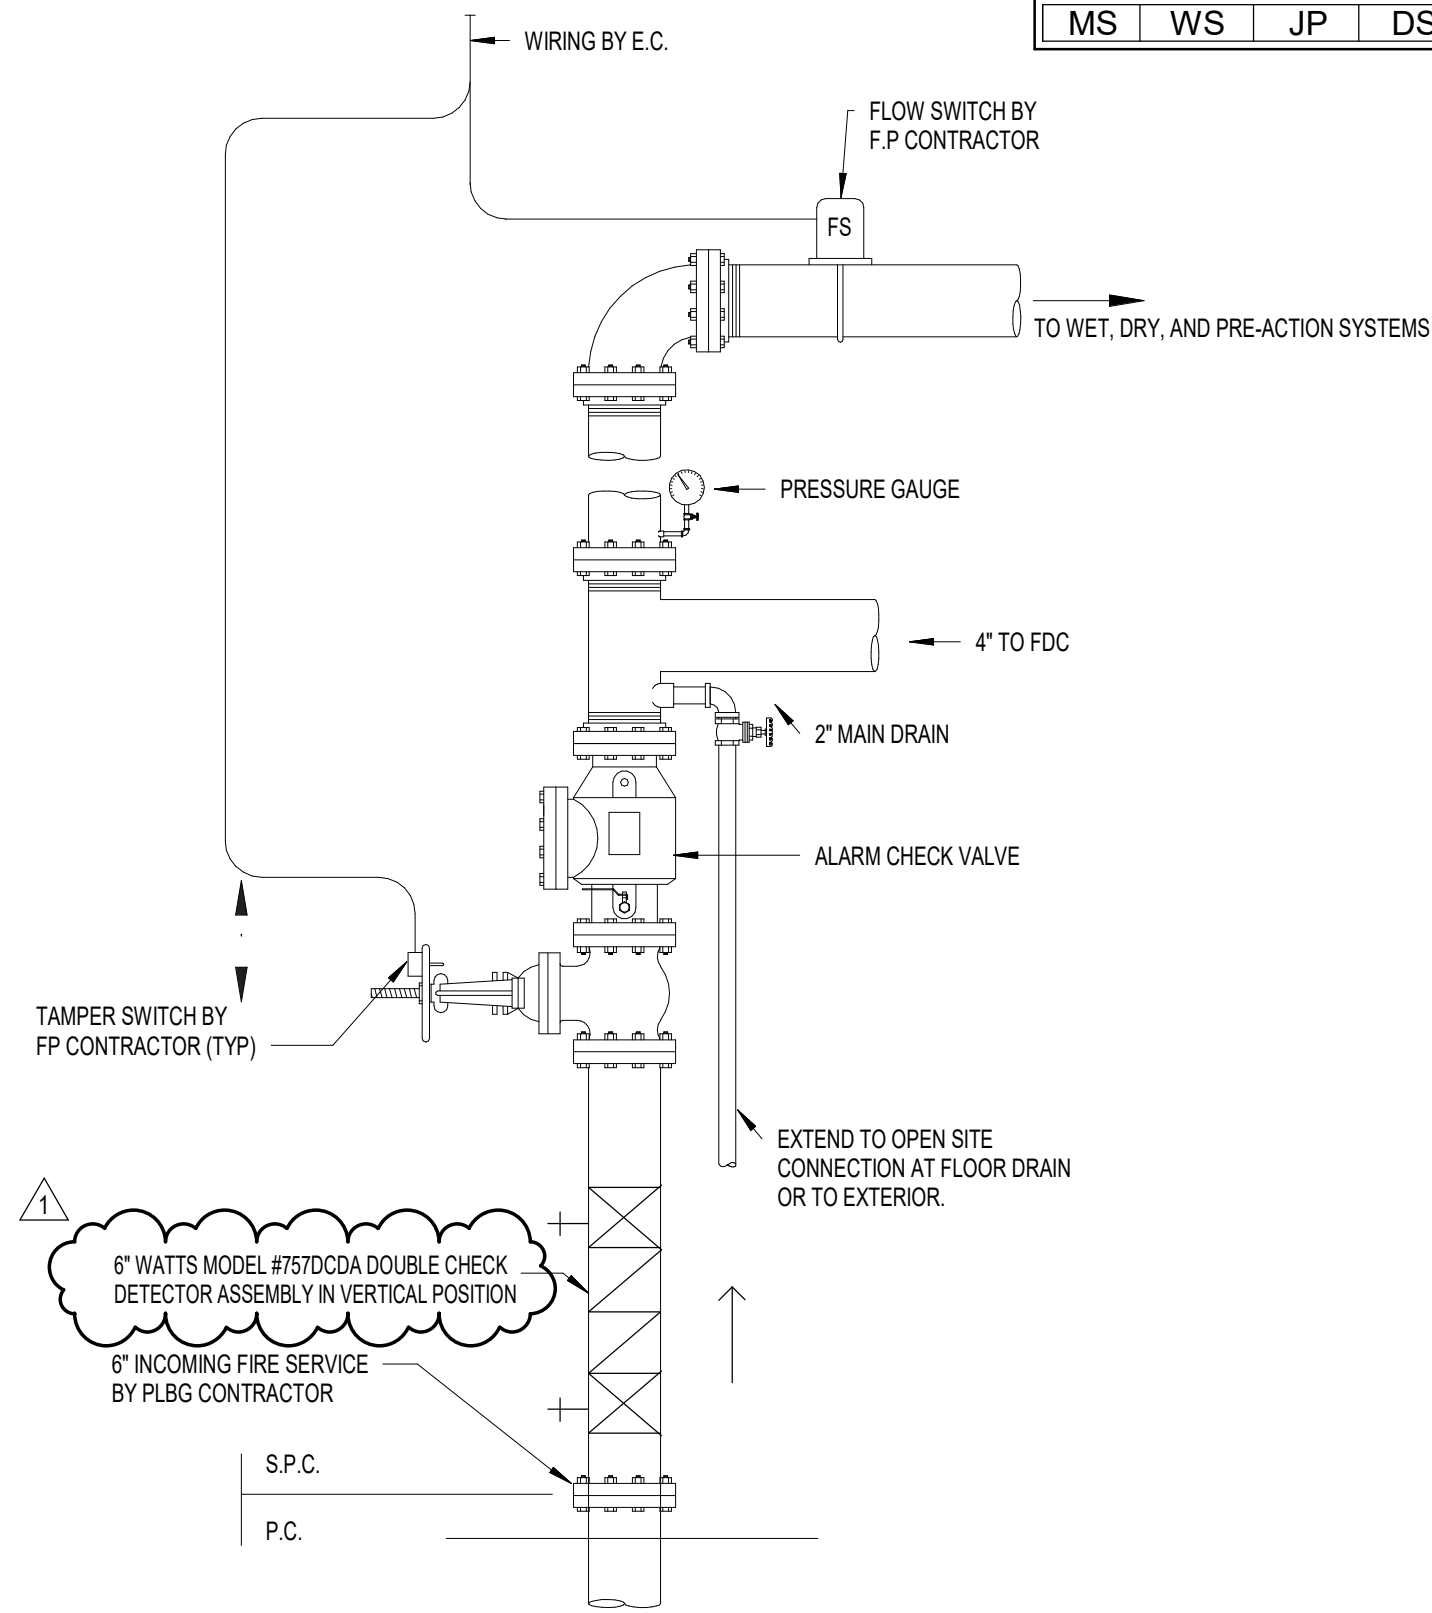 MS WS JP DS
WIRING BY E.C.
FLOW SWITCH BY
F.P CONTRACTOR
FS
TO WET, DRY, AND PRE-ACTION SYSTEMS
PRESSURE GAUGE
4" TO FDC
2" MAIN DRAIN
ALARM CHECK VALVE
TAMPER SWITCH BY
FP CONTRACTOR (TYP)
EXTEND TO OPEN SITE
CONNECTION AT FLOOR DRAIN
OR TO EXTERIOR.
1
6" WATTS MODEL #757DCDA DOUBLE CHECK
DETECTOR ASSEMBLY IN VERTICAL POSITION
6" INCOMING FIRE SERVICE
BY PLBG CONTRACTOR
S.P.C.
P.C.